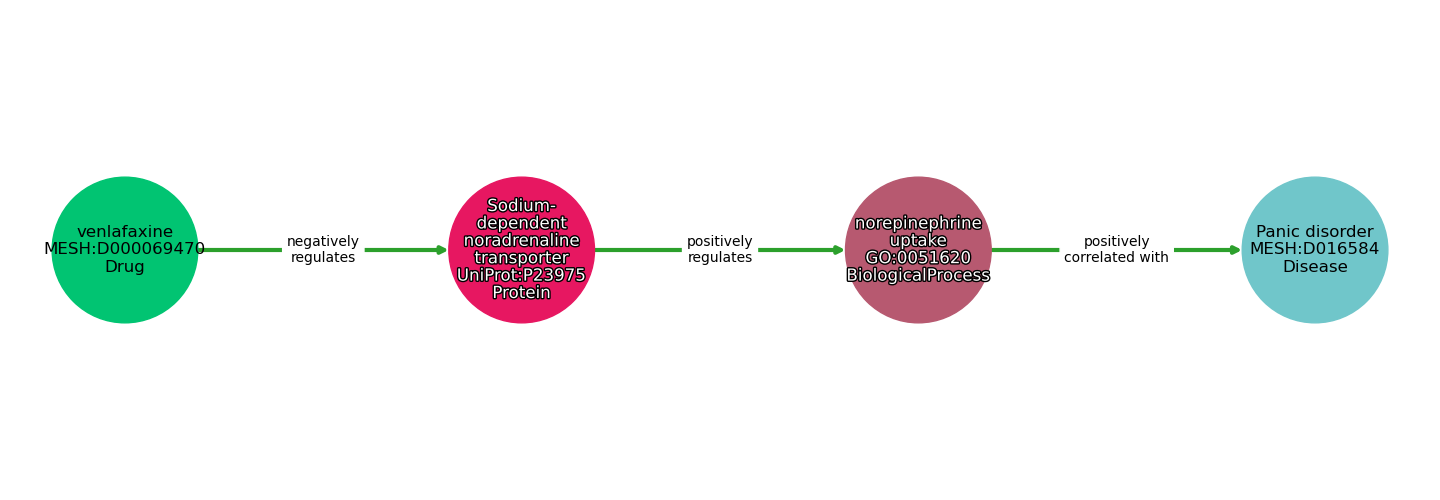 venlafaxine
MESH:D000069470
Drug
negatively
regulates
Sodium-
dependent
noradrenaline
transporter
UniProt:P23975
Protein
positively
regulates
norepinephrine
uptake
GO:0051620
BiologicalProcess
positively
correlated with
Panic disorder
MESH:D016584
Disease